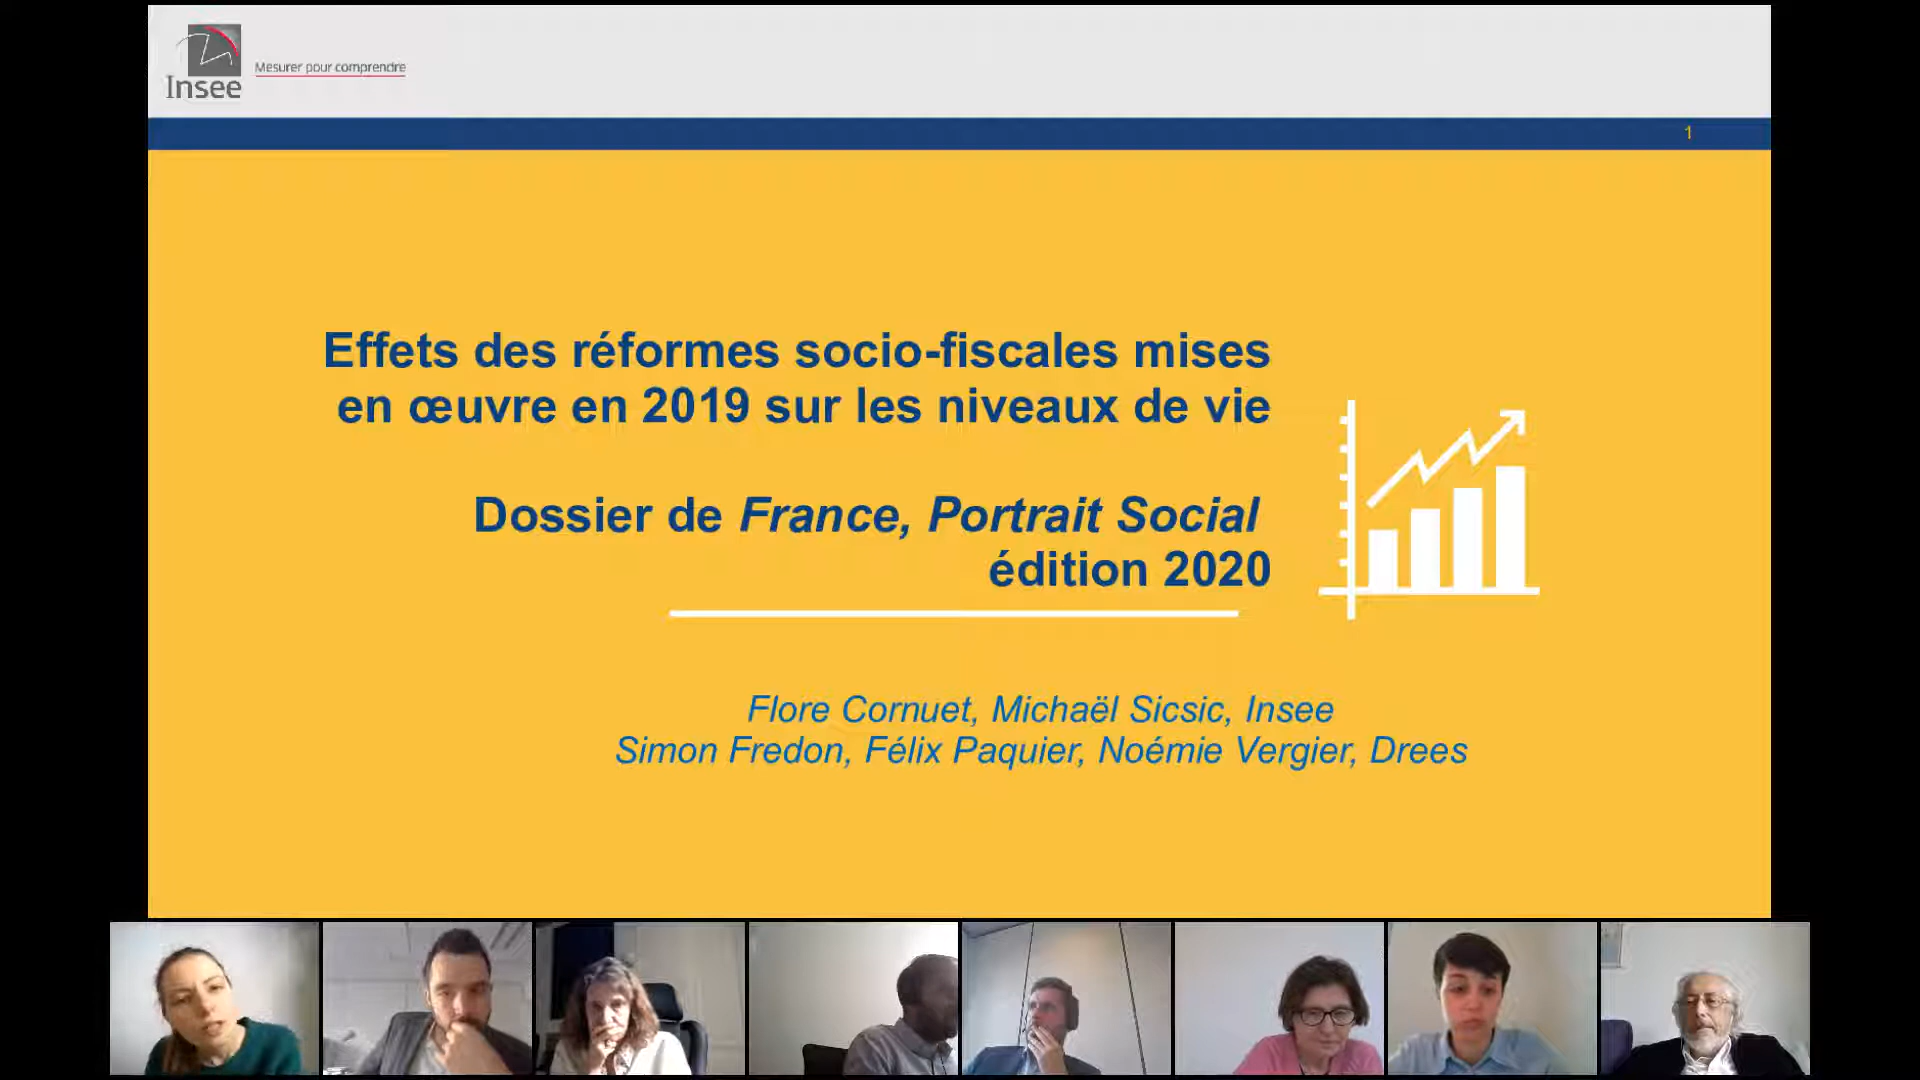 Insee
Mesurer pour comprendre
1
Effets des réformes socio-fiscales mises
en œuvre en 2019 sur les niveaux de vie
Dossier de France, Portrait Social
édition 2020
Flore Cornuet, Michaël Sicsic, Insee
Simon Fredon, Félix Paquier, Noémie Vergier, Drees